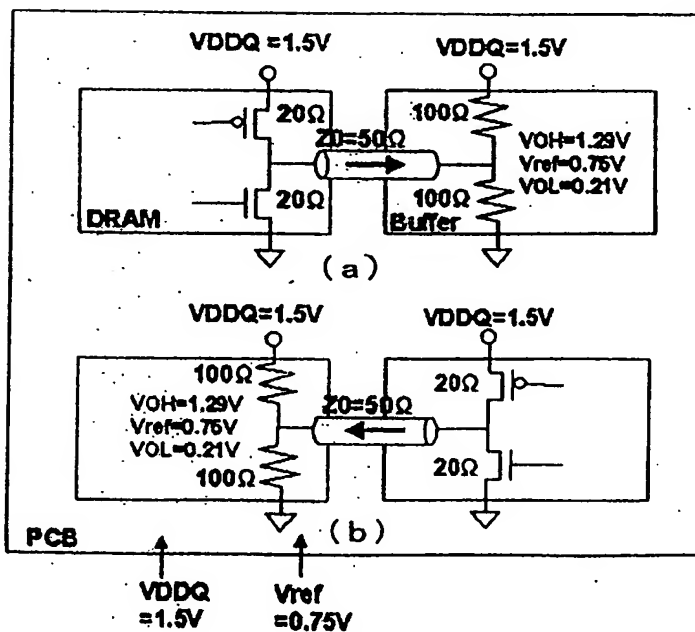 VDDQ =1.5V
VDDQ=1.5V
20Ω
Z0=50Ω
100Ω
VOH=1.29V
Vref=0.75V
VOL=0.21V
20Ω
100Ω
DRAM
Buffer
(a)
VDDQ=1.5V
VDDQ=1.5V
100Ω
Z0=50Ω
20Ω
VOH=1.29V
Vref=0.75V
VOL=0.21V
100Ω
20Ω
(b)
PCB
VDDQ
=1.5V
Vref
=0.75V